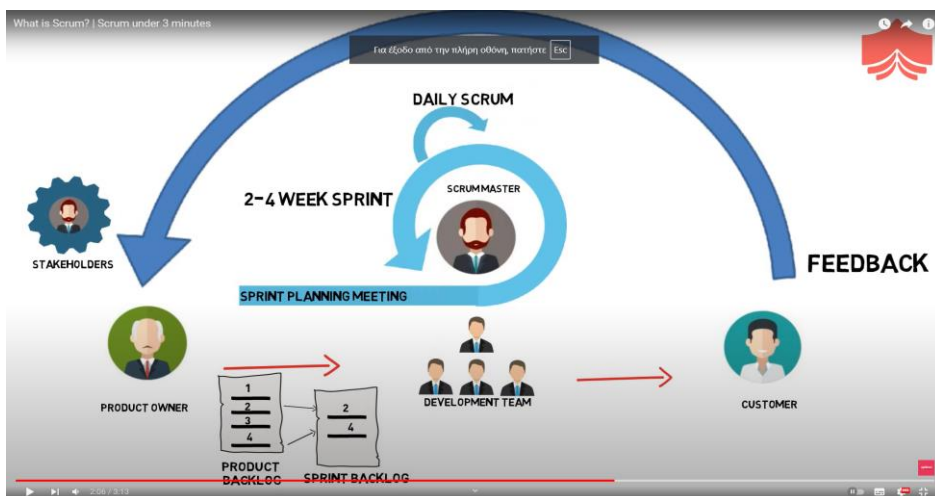 What is Scrum? | Scrum under 3 minutes
Για έξοδο από την πλήρη οθόνη, πατήστε Esc
DAILY SCRUM
2-4 WEEK SPRINT
SCRUM MASTER
STAKEHOLDERS
FEEDBACK
SPRINT PLANNING MEETING
PRODUCT OWNER
1
2
3
4
2
4
DEVELOPMENT TEAM
CUSTOMER
PRODUCT
BACKLOG
SPRINT BACKLOG
2:06 / 3:13